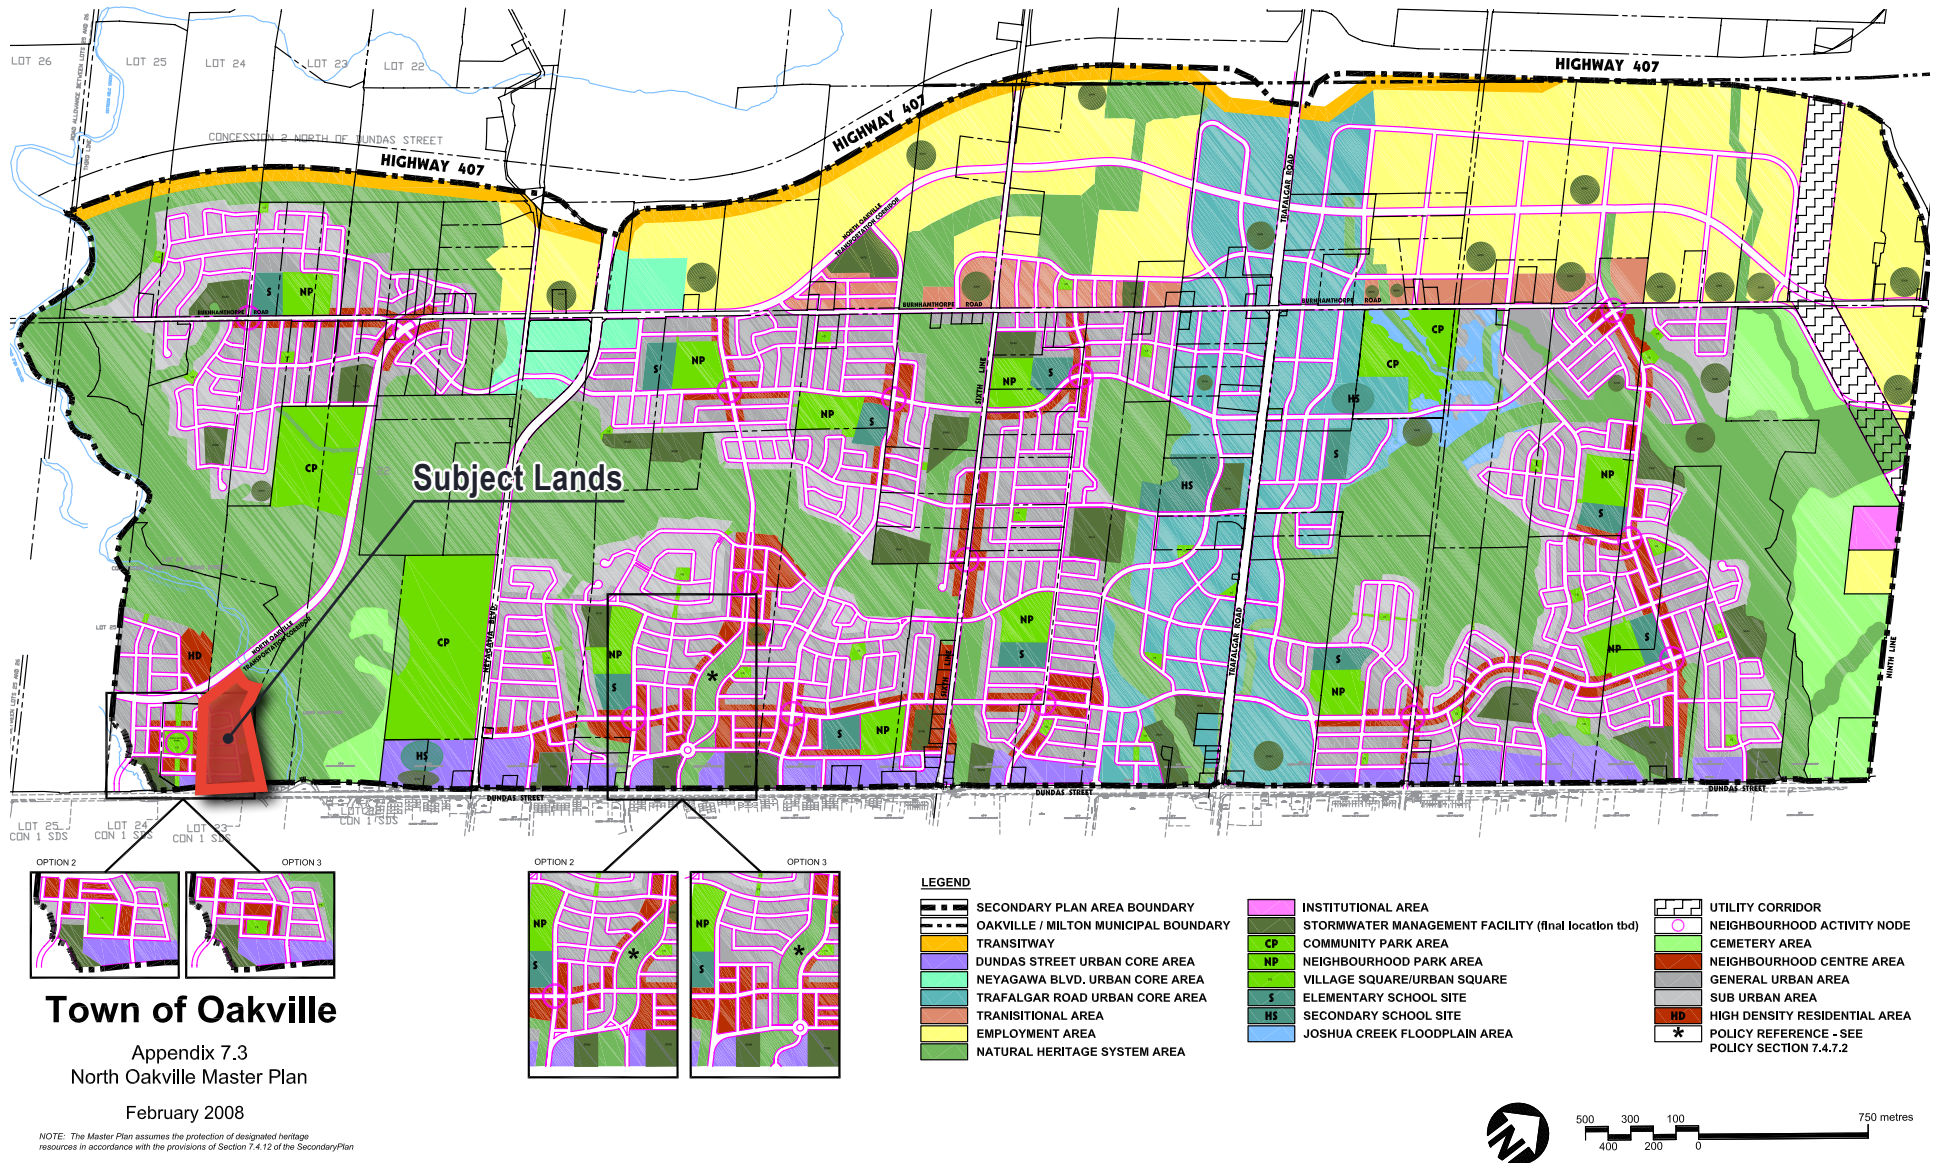 LOT 26
LOT 25
LOT 24
LOT 23
LOT 22
CONCESSION 2 NORTH OF DUNDAS STREET
HIGHWAY 407
HIGHWAY 407
HIGHWAY 407
NORTH OAKVILLE
TRANSPORTATION CORRIDOR
TRAFALGAR ROAD
BURNHAMTHORPE ROAD
BURNHAMTHORPE ROAD
BURNHAMTHORPE ROAD
S
NP
S
NP
NP
S
NP
S
CP
CP
HS
S
HS
SIXTH LINE
CP
Subject Lands
NP
S
CP
NEYAGAWA BLVD.
NORTH OAKVILLE
TRANSPORTATION CORRIDOR
HD
NP
S
*
NP
S
SIXTH LINE
TRAFALGAR ROAD
S
NP
NP
S
NINTH LINE
S
NP
HS
DUNDAS STREET
DUNDAS STREET
DUNDAS STREET
LOT 25
CON 1 SDS
LOT 24
CON 1 SDS
LOT 23
CON 1 SDS
CON 1 SDS
OPTION 2
OPTION 3
OPTION 2
OPTION 3
NP
S
*
NP
S
*
Town of Oakville
Appendix 7.3
North Oakville Master Plan
February 2008
NOTE: The Master Plan assumes the protection of designated heritage
resources in accordance with the provisions of Section 7.4.12 of the SecondaryPlan
LEGEND
SECONDARY PLAN AREA BOUNDARY
OAKVILLE / MILTON MUNICIPAL BOUNDARY
TRANSITWAY
DUNDAS STREET URBAN CORE AREA
NEYAGAWA BLVD. URBAN CORE AREA
TRAFALGAR ROAD URBAN CORE AREA
TRANISITIONAL AREA
EMPLOYMENT AREA
NATURAL HERITAGE SYSTEM AREA
INSTITUTIONAL AREA
STORMWATER MANAGEMENT FACILITY (final location tbd)
CP COMMUNITY PARK AREA
NP NEIGHBOURHOOD PARK AREA
VILLAGE SQUARE/URBAN SQUARE
S ELEMENTARY SCHOOL SITE
HS SECONDARY SCHOOL SITE
JOSHUA CREEK FLOODPLAIN AREA
UTILITY CORRIDOR
NEIGHBOURHOOD ACTIVITY NODE
CEMETERY AREA
NEIGHBOURHOOD CENTRE AREA
GENERAL URBAN AREA
SUB URBAN AREA
HD HIGH DENSITY RESIDENTIAL AREA
* POLICY REFERENCE - SEE
POLICY SECTION 7.4.7.2
N
500 300 100 750 metres
400 200 0